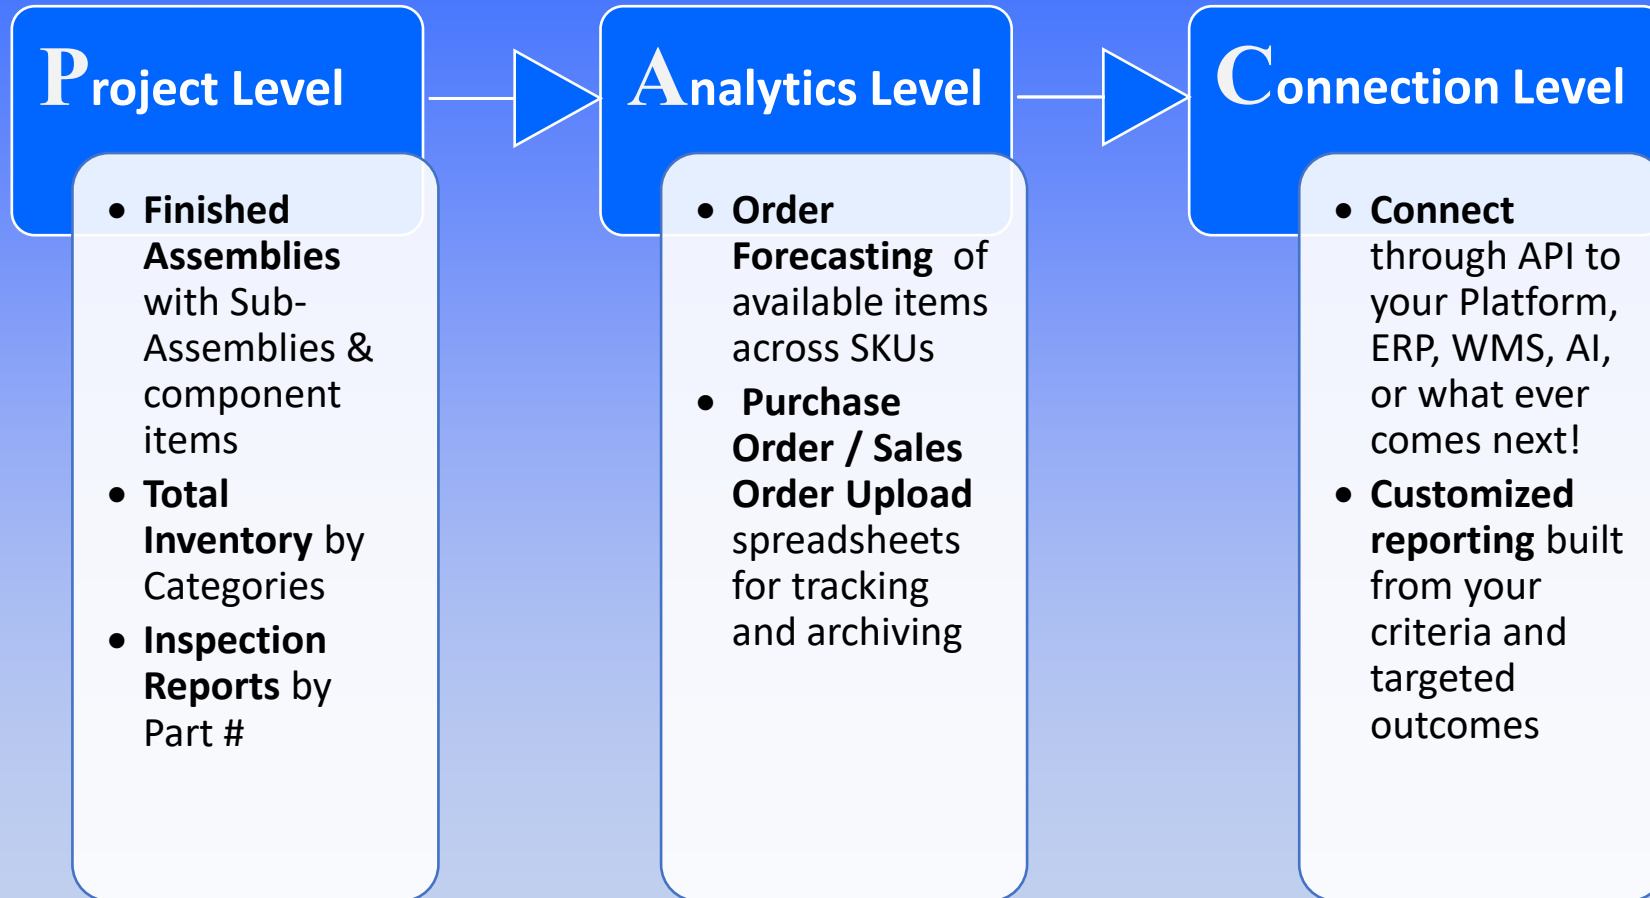 Project Level
• Finished
Assemblies
with Sub-
Assemblies &
component
items
• Total
Inventory by
Categories
• Inspection
Reports by
Part #
Analytics Level
• Order
Forecasting of
available items
across SKUs
• Purchase
Order / Sales
Order Upload
spreadsheets
for tracking
and archiving
Connection Level
• Connect
through API to
your Platform,
ERP, WMS, AI,
or what ever
comes next!
• Customized
reporting built
from your
criteria and
targeted
outcomes